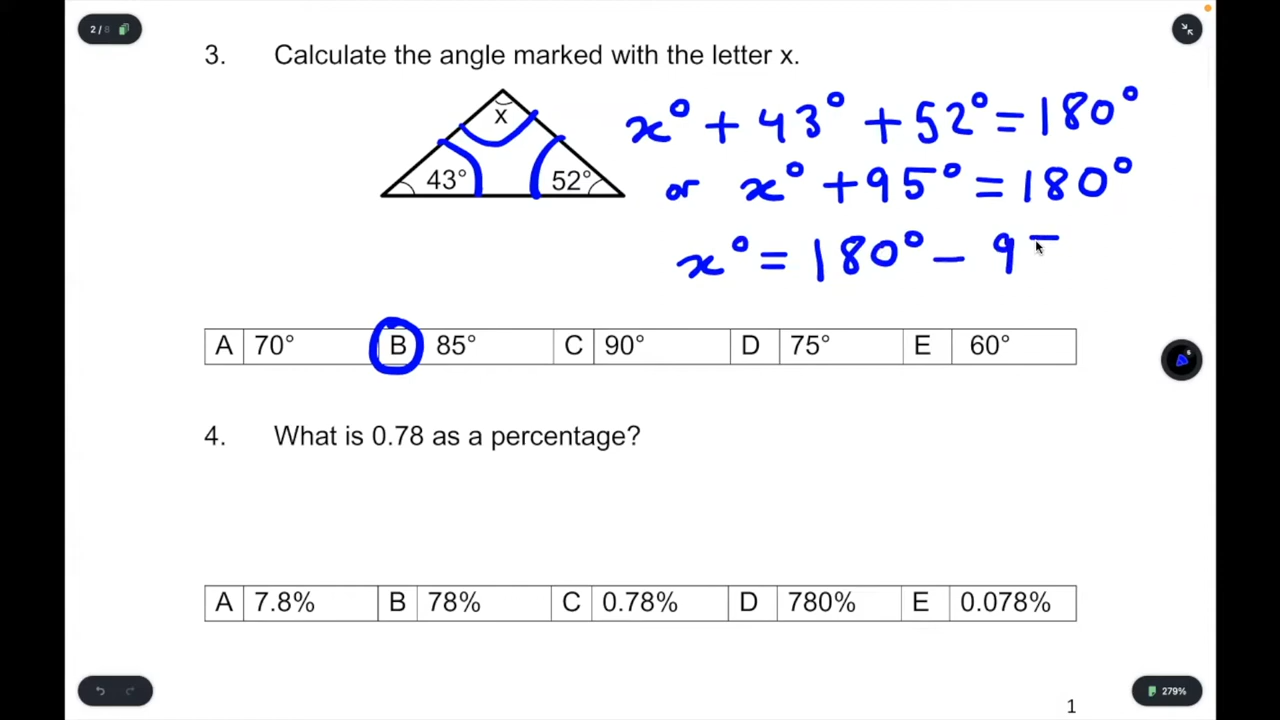 2 / 8
3. Calculate the angle marked with the letter x.
x
43° 52°
x° + 43° + 52° = 180°
or x° + 95° = 180°
x° = 180° – 9
A 70° B 85° C 90° D 75° E 60°
4. What is 0.78 as a percentage?
A 7.8% B 78% C 0.78% D 780% E 0.078%
279%
1